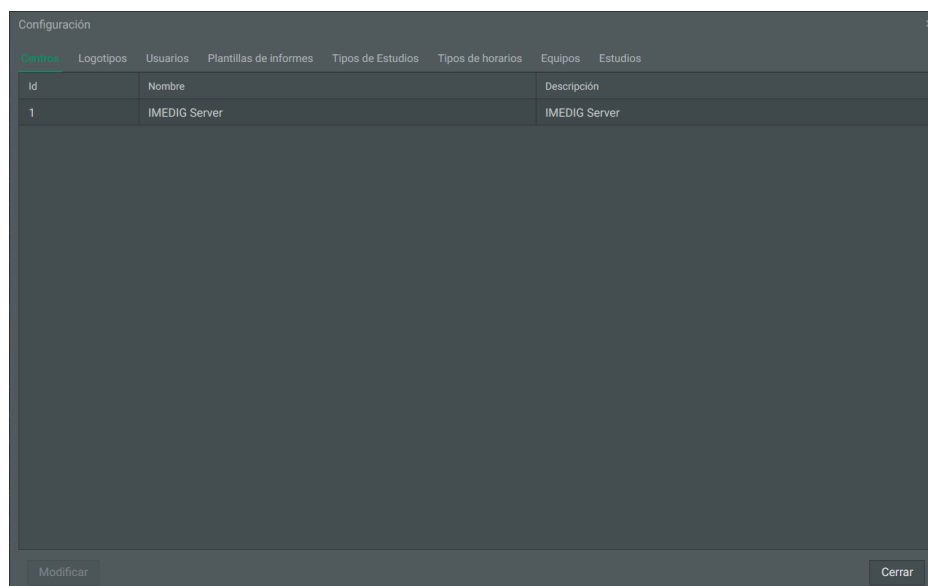 Configuración
Centros Logotipos Usuarios Plantillas de informes Tipos de Estudios Tipos de horarios Equipos Estudios
Id Nombre Descripción
1 IMEDIG Server IMEDIG Server
Modificar Cerrar